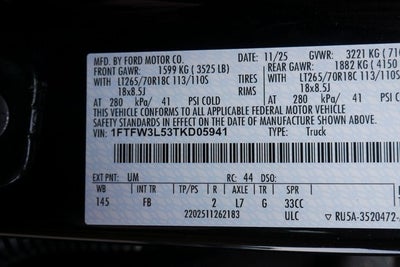 MFD. BY FORD MOTOR CO. 11/25 GVWR: 3221 KG (710
FRONT GAWR: 1599 KG (3525 LB) REAR GAWR: 1882 KG (4150
WITH LT265/70R18C 113/110S TIRES WITH LT265/70R18C 113/110S
18x8.5J RIMS 18x8.5J
AT 280 kPa/ 41 PSI COLD AT 280 kPa/ 41 PSI COLD
THIS VEHICLE CONFORMS TO ALL APPLICABLE FEDERAL MOTOR VEHICLE
SAFETY STANDARDS IN EFFECT ON THE DATE OF MANUFACTURE SHOWN ABOVE.
VIN: 1FTFW3L53TKD05941 TYPE: Truck
EXT PNT: UM RC: 44 DSO:
WB INT TR TP/PS R AXLE TR SPR
145 FB 2 L7 G 33CC
2202511262183 ULC RU5A-3520472-